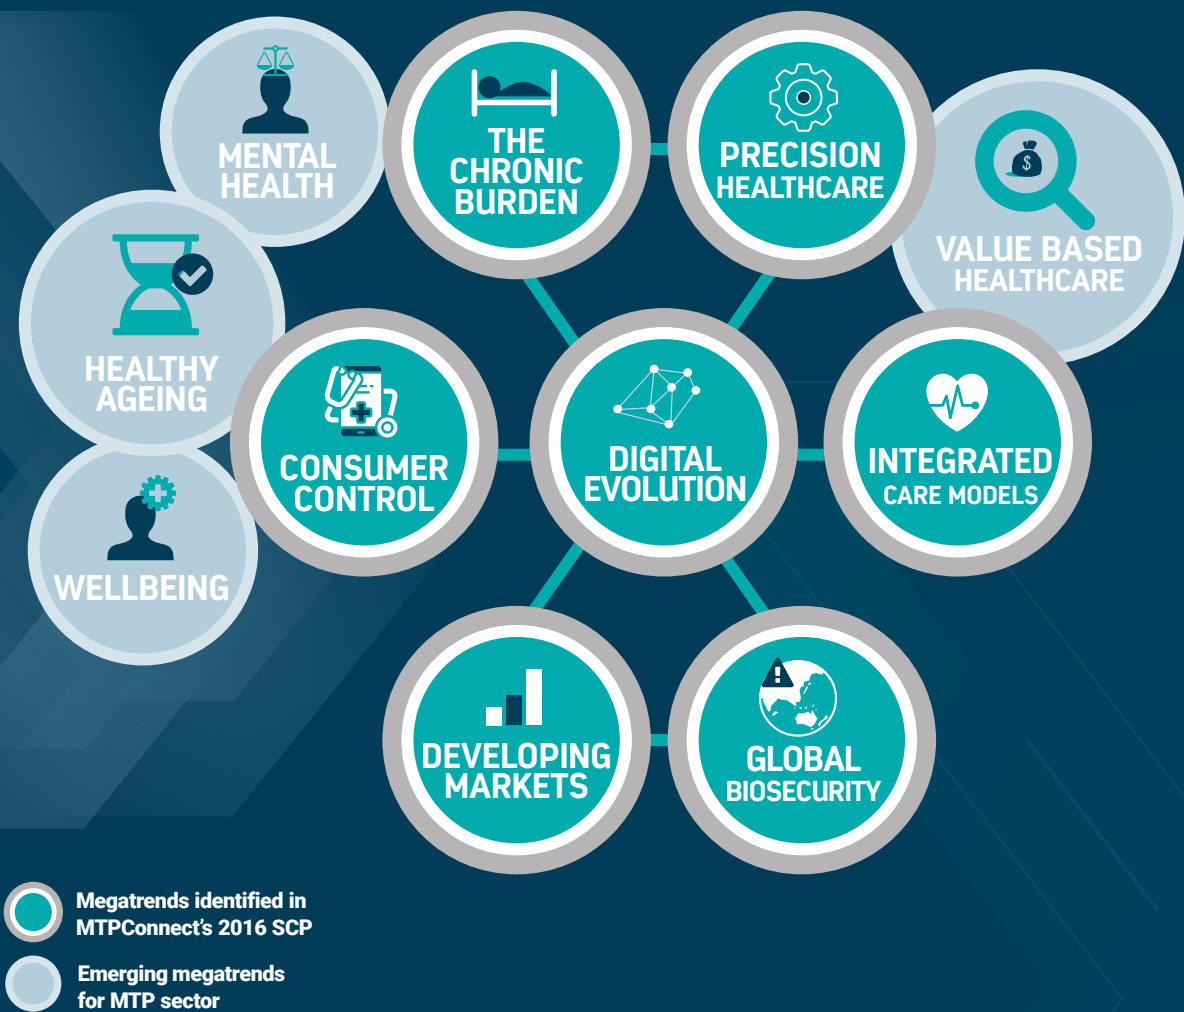 MENTAL
HEALTH
THE
CHRONIC
BURDEN
PRECISION
HEALTHCARE
$
VALUE BASED
HEALTHCARE
HEALTHY
AGEING
CONSUMER
CONTROL
DIGITAL
EVOLUTION
INTEGRATED
CARE MODELS
WELLBEING
DEVELOPING
MARKETS
!
GLOBAL
BIOSECURITY
Megatrends identified in
MTPConnect's 2016 SCP
Emerging megatrends
for MTP sector